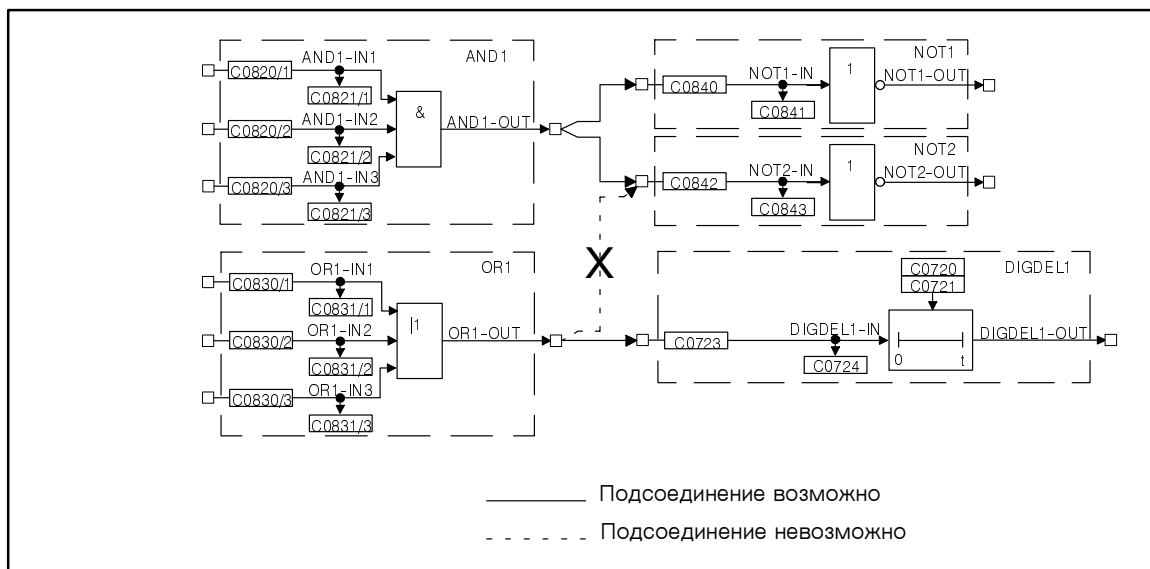 AND1-IN1
AND1
C0820/1
C0821/1
AND1-IN2
C0820/2
C0821/2
&
AND1-OUT
AND1-IN3
C0820/3
C0821/3
NOT1
NOT1-IN
C0840
C0841
1
NOT1-OUT
NOT2
NOT2-IN
C0842
C0843
1
NOT2-OUT
X
OR1-IN1
OR1
C0830/1
C0831/1
OR1-IN2
C0830/2
C0831/2
|1
OR1-OUT
OR1-IN3
C0830/3
C0831/3
C0720
C0721
DIGDEL1
DIGDEL1-IN
C0723
C0724
0 t
DIGDEL1-OUT
Подсоединение возможно
Подсоединение невозможно